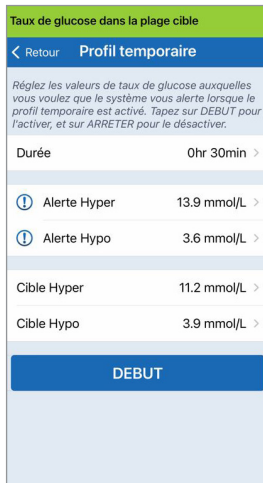 Taux de glucose dans la plage cible
Retour Profil temporaire
Réglez les valeurs de taux de glucose auxquelles
vous voulez que le système vous alerte lorsque le
profil temporaire est activé. Tapez sur DEBUT pour
l'activer, et sur ARRETER pour le désactiver.
Durée 0hr 30min
Alerte Hyper 13.9 mmol/L
Alerte Hypo 3.6 mmol/L
Cible Hyper 11.2 mmol/L
Cible Hypo 3.9 mmol/L
DEBUT